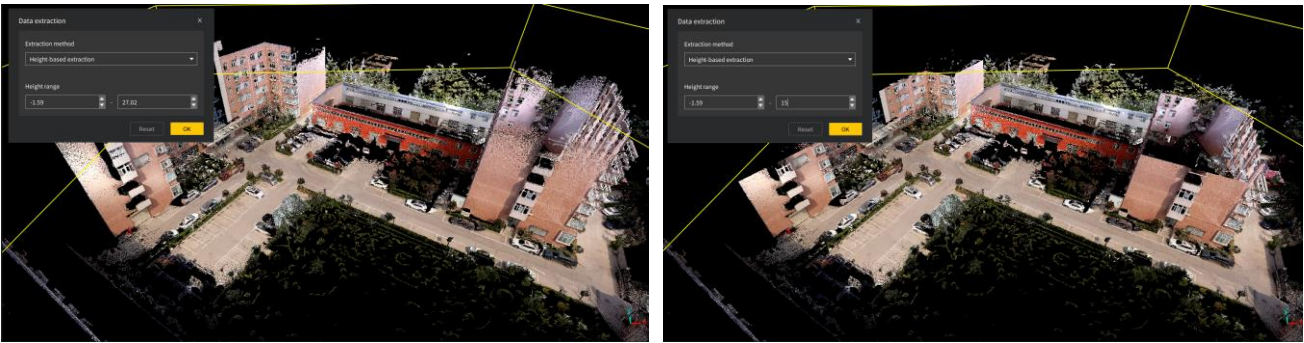 Data extraction
Extraction method
Height-based extraction
Height range
-1.59 - 27.02
Reset OK
Data extraction
Extraction method
Height-based extraction
Height range
-1.59 - 15
Reset OK